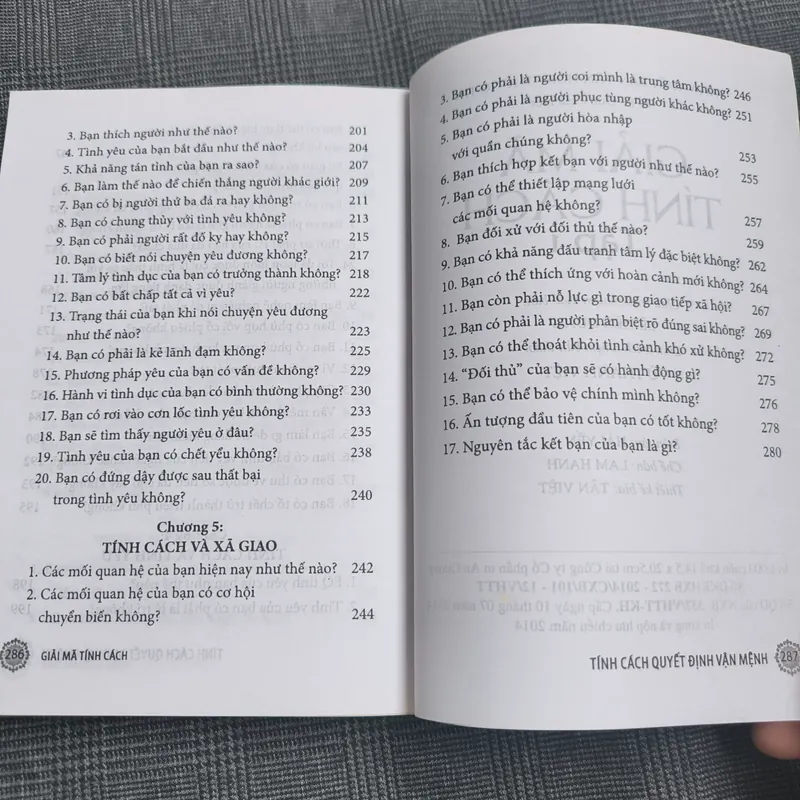 3. Bạn thích người như thế nào? 201
4. Tình yêu của bạn bắt đầu như thế nào? 204
5. Khả năng tán tỉnh của bạn ra sao? 207
6. Bạn làm thế nào để chiến thắng người khác giới? 209
7. Bạn có bị người thứ ba đá ra hay không? 211
8. Bạn có chung thủy với tình yêu không? 213
9. Bạn có phải người rất đố kỵ hay không? 215
10. Bạn có biết nói chuyện yêu đương không? 217
11. Tâm lý tình dục của bạn có trưởng thành không? 218
12. Bạn có bất chấp tất cả vì yêu? 222
13. Trạng thái của bạn khi nói chuyện yêu đương
như thế nào? 223
14. Bạn có phải là kẻ lãnh đạm không? 225
15. Phương pháp yêu của bạn có vấn đề không? 229
16. Hành vi tình dục của bạn có bình thường không? 230
17. Bạn có rơi vào cơn lốc tình yêu không? 233
18. Bạn sẽ tìm thấy người yêu ở đâu? 235
19. Tình yêu của bạn có chết yểu không? 238
20. Bạn có đứng dậy được sau thất bại
trong tình yêu không? 240
Chương 5:
TÍNH CÁCH VÀ XÃ GIAO
1. Các mối quan hệ của bạn hiện nay như thế nào? 242
2. Các mối quan hệ của bạn có cơ hội
chuyển biến không? 244
286 GIẢI MÃ TÍNH CÁCH
3. Bạn có phải là người coi mình là trung tâm không? 246
4. Bạn có phải là người phục tùng người khác không? 251
5. Bạn có phải là người hòa nhập
với quần chúng không? 253
6. Bạn thích hợp kết bạn với người như thế nào? 255
7. Bạn có thể thiết lập mạng lưới
các mối quan hệ không? 257
8. Bạn đối xử với đối thủ thế nào? 259
9. Bạn có khả năng đấu tranh tâm lý đặc biệt không? 262
10. Bạn có thể thích ứng với hoàn cảnh mới không? 264
11. Bạn còn phải nỗ lực gì trong giao tiếp xã hội? 267
12. Bạn có phải là người phân biệt rõ đúng sai không? 269
13. Bạn có thể thoát khỏi tình cảnh khó xử không? 272
14. “Đối thủ” của bạn sẽ có hành động gì? 275
15. Bạn có thể bảo vệ chính mình không? 276
16. Ấn tượng đầu tiên của bạn có tốt không? 278
17. Nguyên tắc kết bạn của bạn là gì? 280
TÍNH CÁCH QUYẾT ĐỊNH VẬN MỆNH 287